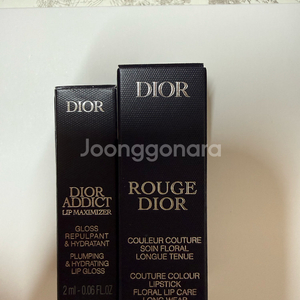 DIOR
DIOR
ADDICT
LIP MAXIMIZER
GLOSS
REPULPANT
& HYDRATANT
PLUMPING
& HYDRATING
LIP GLOSS
2 ml - 0.06 FL.OZ
DIOR
ROUGE
DIOR
COULEUR COUTURE
SOIN FLORAL
LONGUE TENUE
COUTURE COLOUR
LIPSTICK
FLORAL LIP CARE
LONG WEAR
Joonggonara